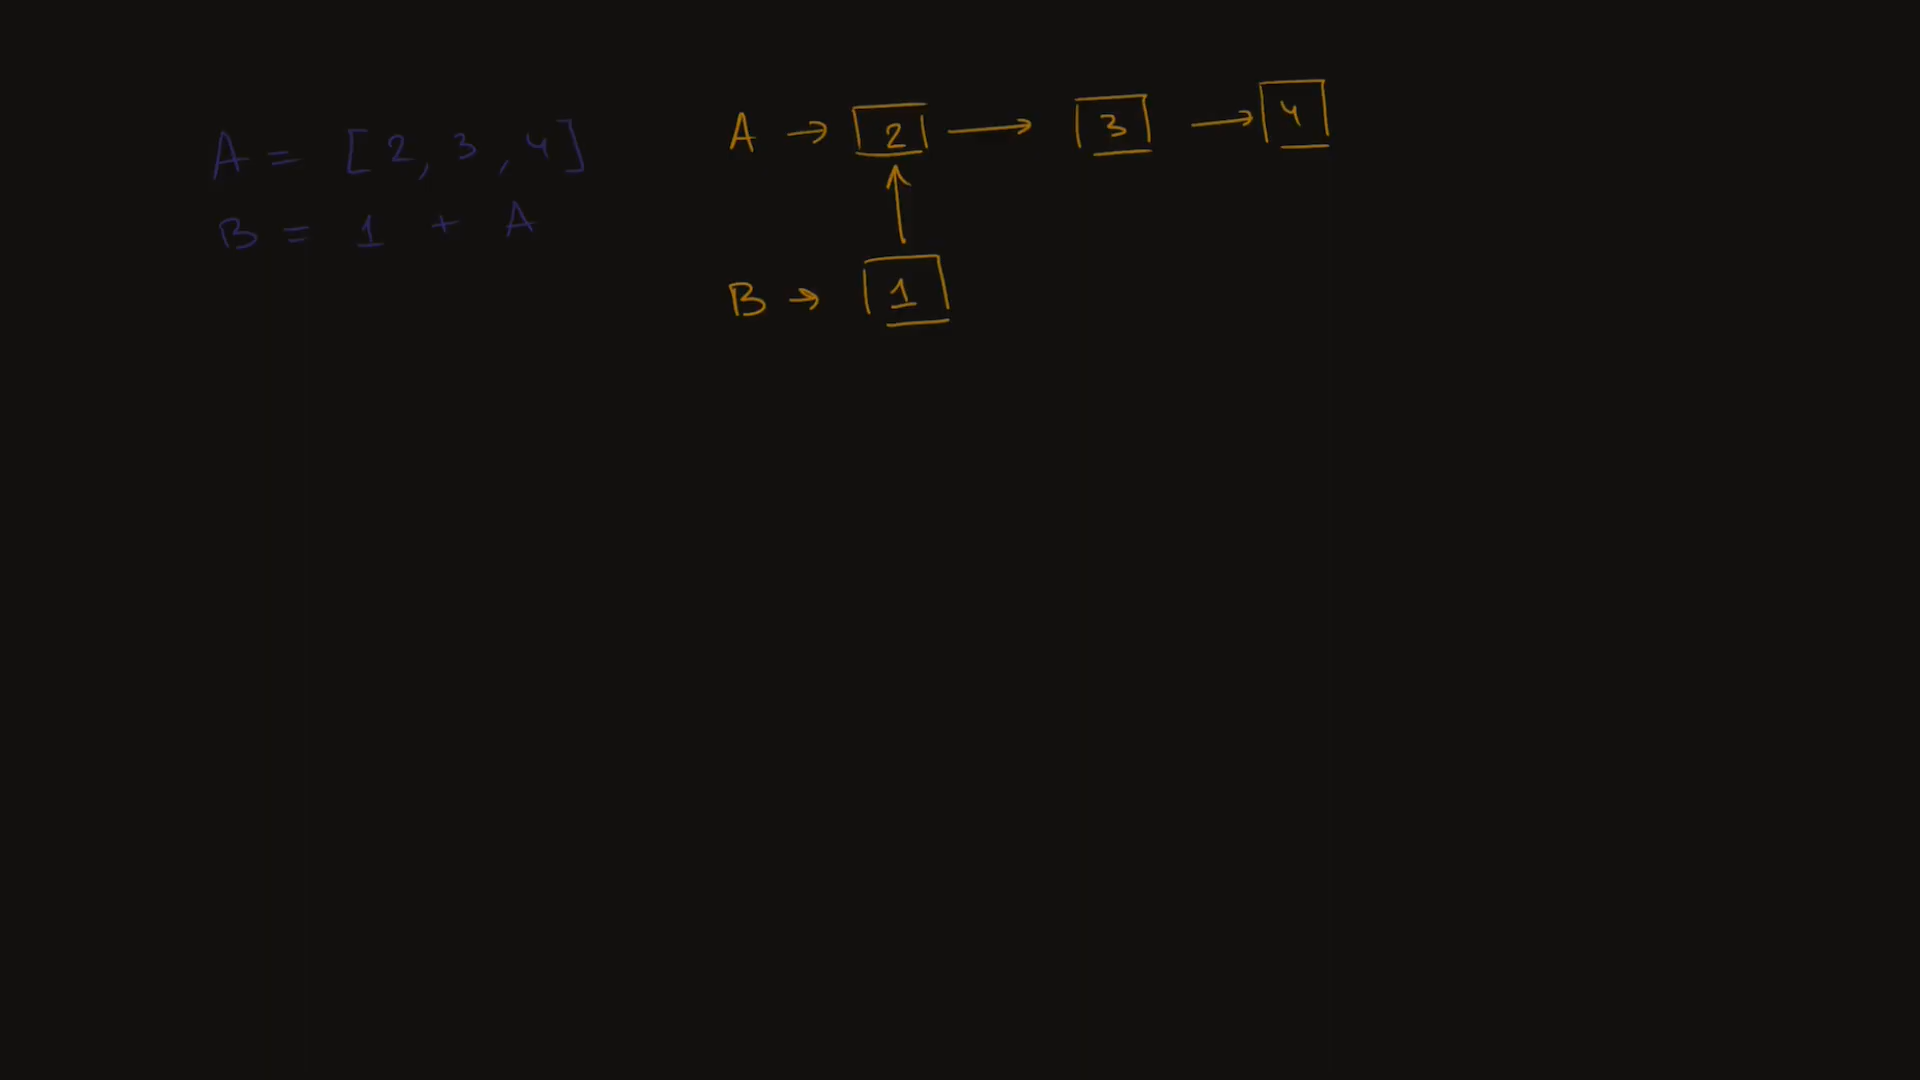 A = [2, 3, 4]
B = 1 + A
A → 2 → 3 → 4
B → 1